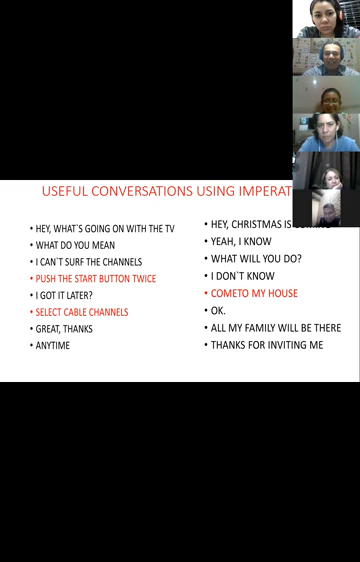 USEFUL CONVERSATIONS USING IMPERAT
• HEY, WHAT`S GOING ON WITH THE TV
• WHAT DO YOU MEAN
• I CAN`T SURF THE CHANNELS
• PUSH THE START BUTTON TWICE
• I GOT IT LATER?
• SELECT CABLE CHANNELS
• GREAT, THANKS
• ANYTIME
• HEY, CHRISTMAS IS
• YEAH, I KNOW
• WHAT WILL YOU DO?
• I DON`T KNOW
• COMETO MY HOUSE
• OK.
• ALL MY FAMILY WILL BE THERE
• THANKS FOR INVITING ME